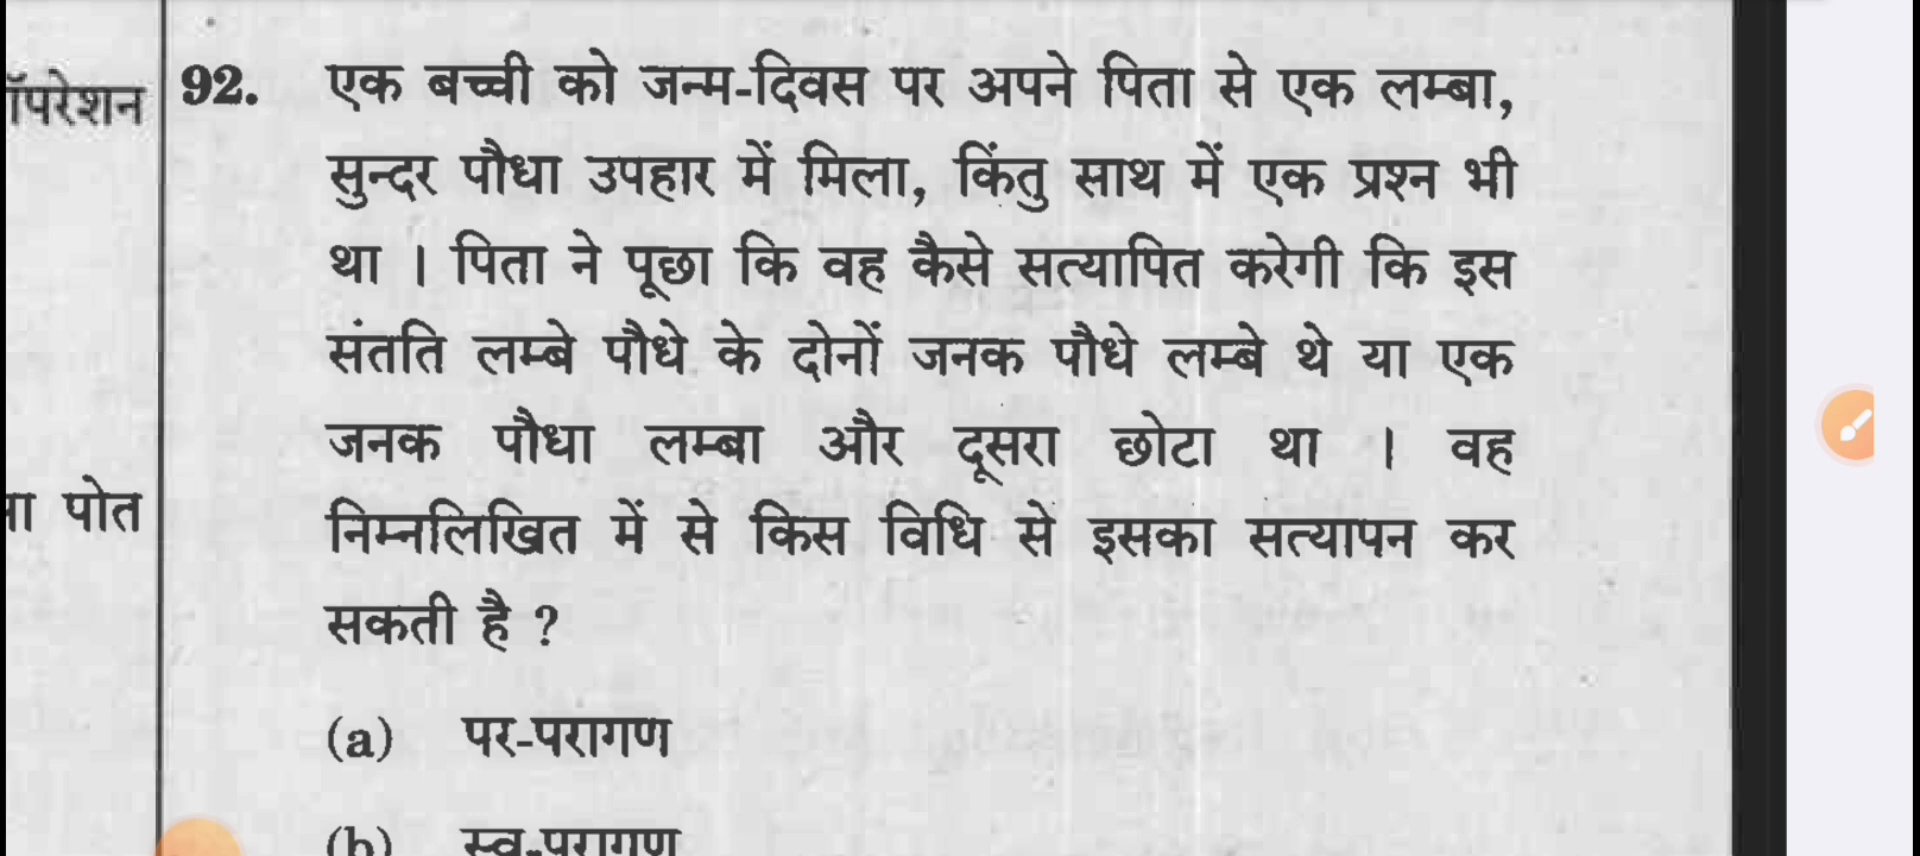 ॉपरेशन
ा पोत
92. एक बच्ची को जन्म-दिवस पर अपने पिता से एक लम्बा,
सुन्दर पौधा उपहार में मिला, किंतु साथ में एक प्रश्न भी
था । पिता ने पूछा कि वह कैसे सत्यापित करेगी कि इस
संतति लम्बे पौधे के दोनों जनक पौधे लम्बे थे या एक
जनक पौधा लम्बा और दूसरा छोटा था । वह
निम्नलिखित में से किस विधि से इसका सत्यापन कर
सकती है ?
(a) पर-परागण
(b) स्व-परागण